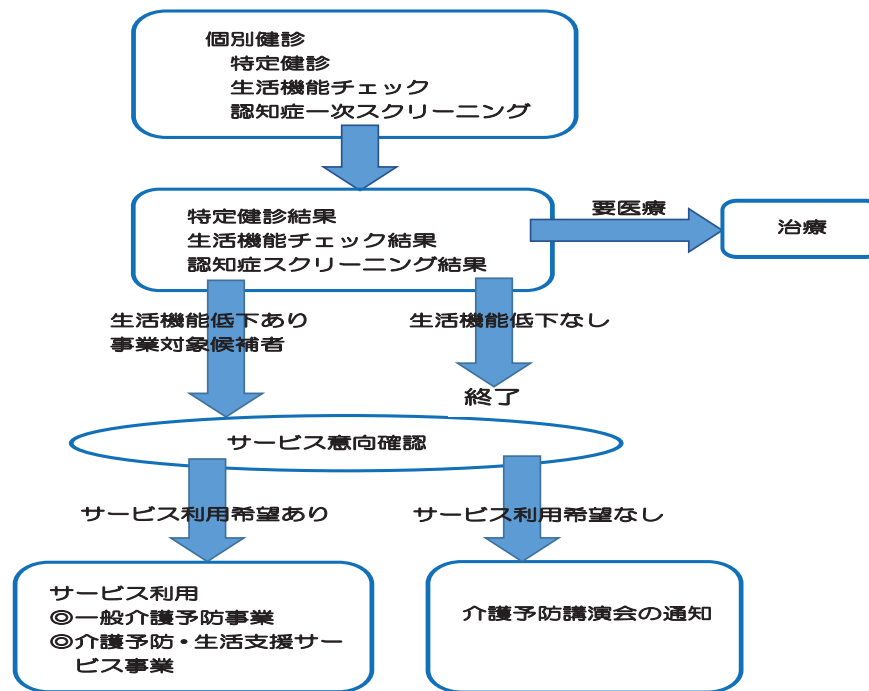 個別健診
特定健診
生活機能チェック
認知症一次スクリーニング
特定健診結果
生活機能チェック結果
認知症スクリーニング結果
要医療
治療
生活機能低下あり
事業対象候補者
生活機能低下なし
終了
サービス意向確認
サービス利用希望あり
サービス利用希望なし
サービス利用
◎一般介護予防事業
◎介護予防・生活支援サー
ビス事業
介護予防講演会の通知